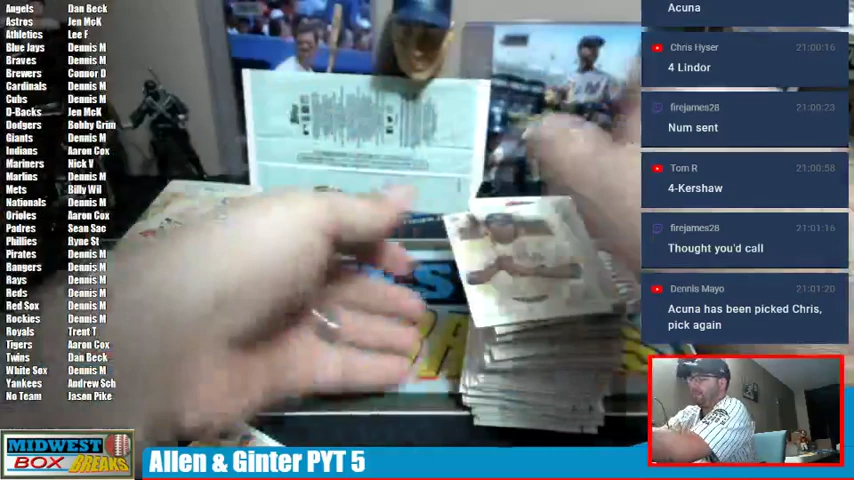 Angels Dan Beck
Astros Jen McK
Athletics Lee F
Blue Jays Dennis M
Braves Dennis M
Brewers Connor D
Cardinals Dennis M
Cubs Dennis M
D-Backs Jen McK
Dodgers Bobby Grim
Giants Dennis M
Indians Aaron Cox
Mariners Nick V
Marlins Dennis M
Mets Billy Wil
Nationals Dennis M
Orioles Aaron Cox
Padres Sean Sac
Phillies Ryne St
Pirates Dennis M
Rangers Dennis M
Rays Dennis M
Reds Dennis M
Red Sox Dennis M
Rockies Dennis M
Royals Trent T
Tigers Aaron Cox
Twins Dan Beck
White Sox Dennis M
Yankees Andrew Sch
No Team Jason Pike
Acuna
Chris Hyser 21:00:16
4 Lindor
firejames28 21:00:23
Num sent
Tom R 21:00:58
4-Kershaw
firejames28 21:01:16
Thought you'd call
Dennis Mayo 21:01:20
Acuna has been picked Chris,
pick again
MIDWEST
BOX BREAKS
Allen & Ginter PYT 5